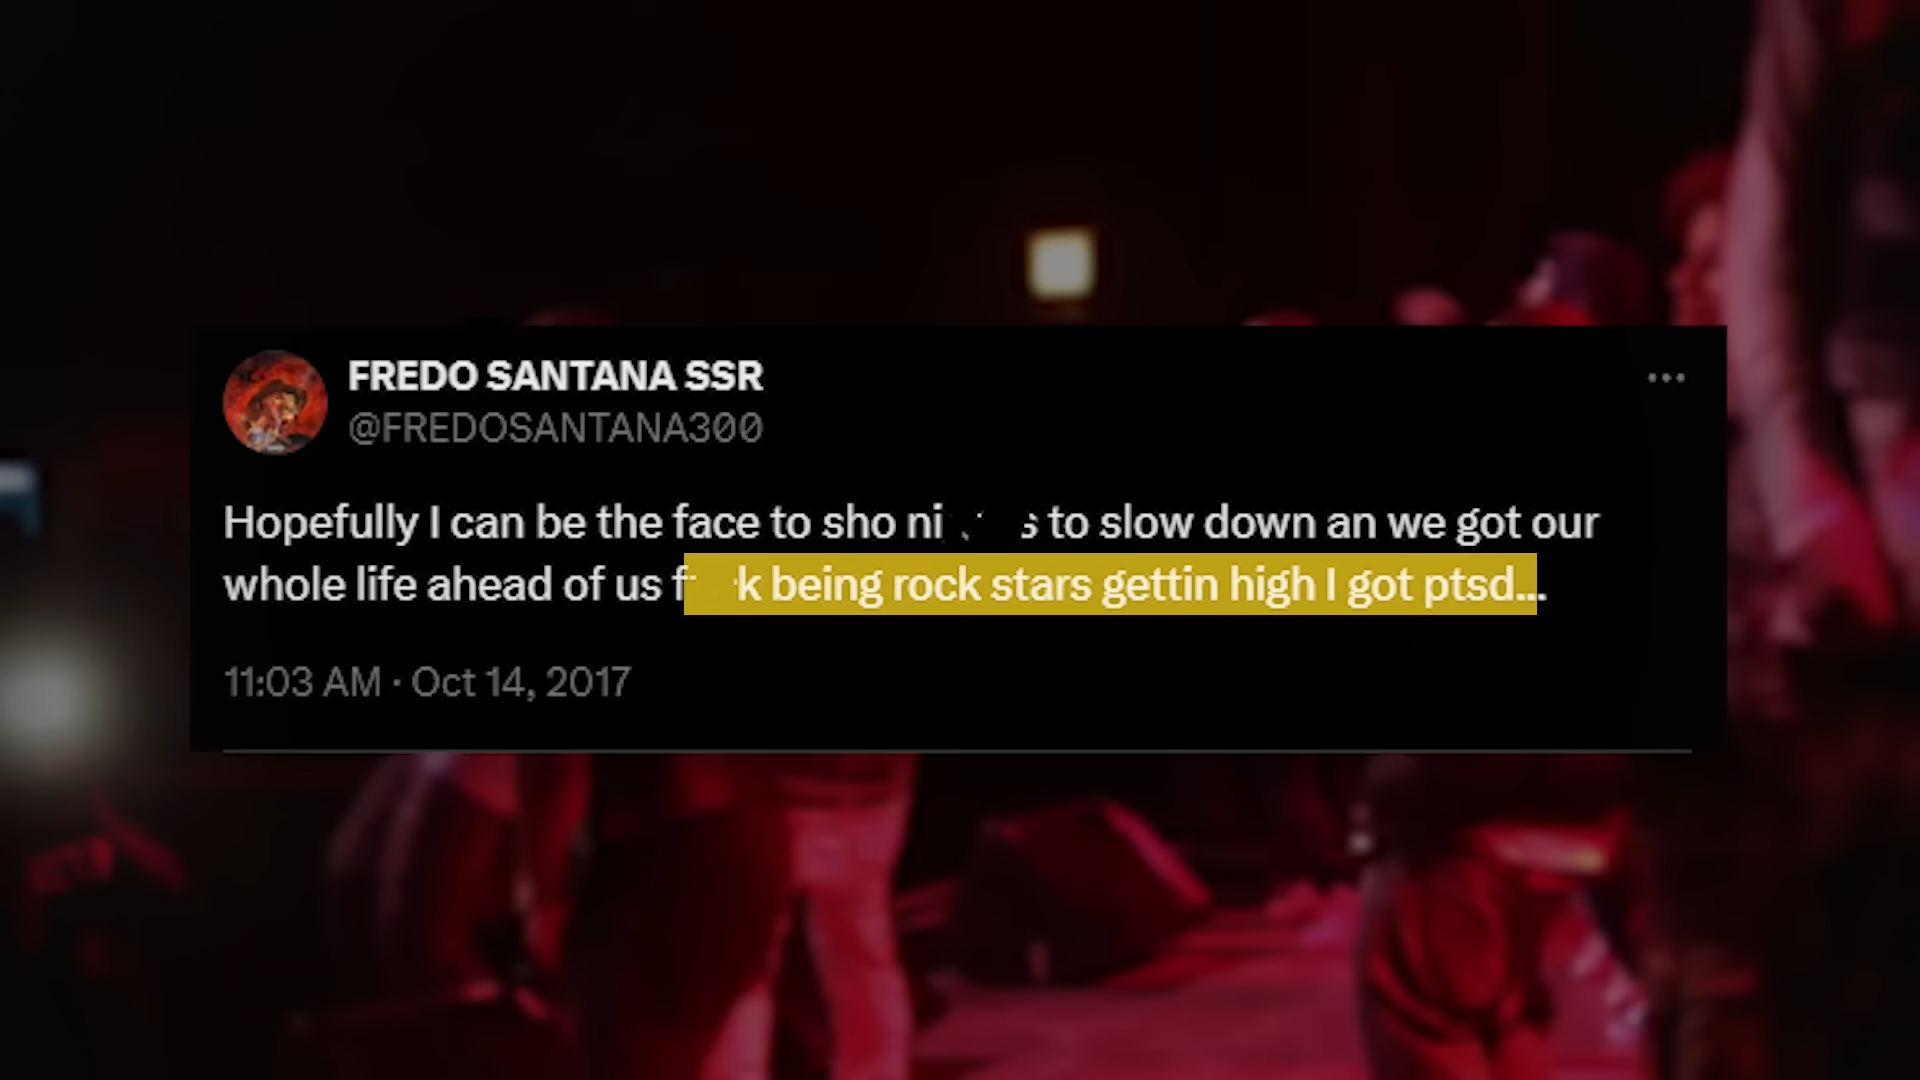 FREDO SANTANA SSR
@FREDOSANTANA300
Hopefully I can be the face to sho ni s to slow down an we got our
whole life ahead of us f k being rock stars gettin high I got ptsd...
11:03 AM · Oct 14, 2017